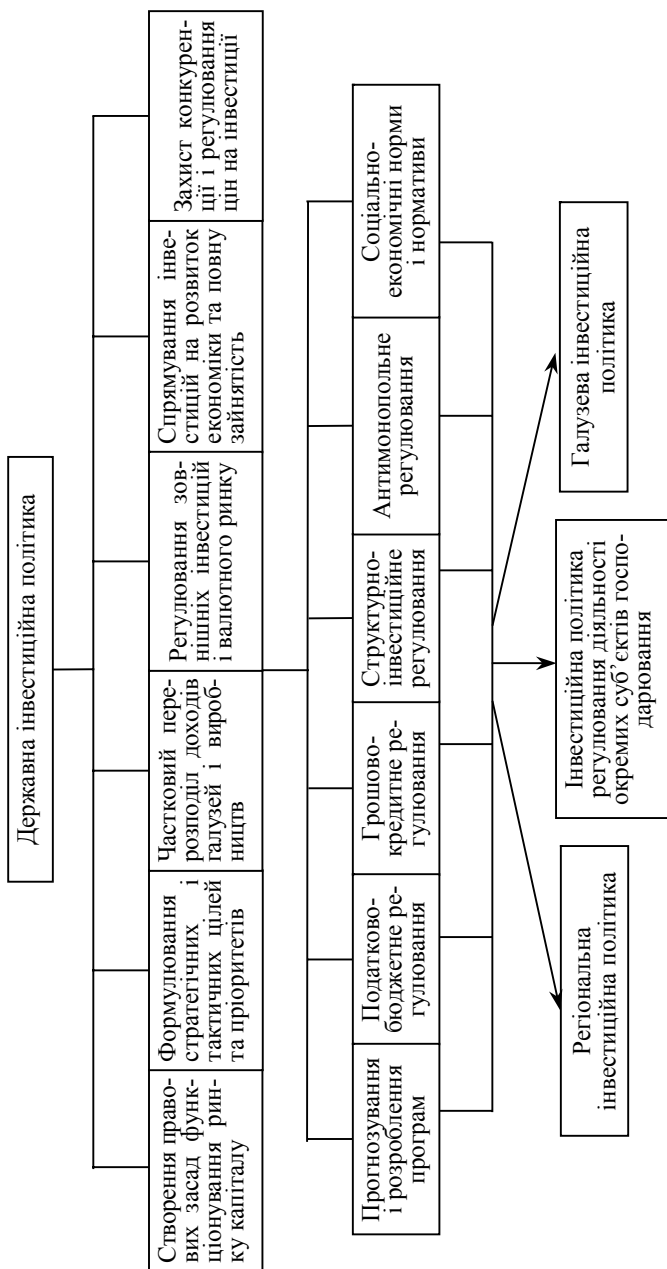 Державна інвестиційна політика
Створення право-
вих засад функ-
ціонування рин-
ку капіталу
Формулювання
стратегічних і
тактичних цілей
та пріоритетів
Частковий пере-
розподіл доходів
галузей і вироб-
ництв
Регулювання зов-
нішніх інвестицій
і валютного ринку
Спрямування інве-
стицій на розвиток
економіки та повну
зайнятість
Захист конкурен-
ції і регулювання
цін на інвестиції
Прогнозування
і розроблення
програм
Податково-
бюджетне ре-
гулювання
Грошово-
кредитне ре-
гулювання
Структурно-
інвестиційне
регулювання
Антимонопольне
регулювання
Соціально-
економічні норми
і нормативи
Регіональна
інвестиційна політика
Інвестиційна політика
регулювання діяльності
окремих суб’єктів госпо-
дарювання
Галузева інвестиційна
політика